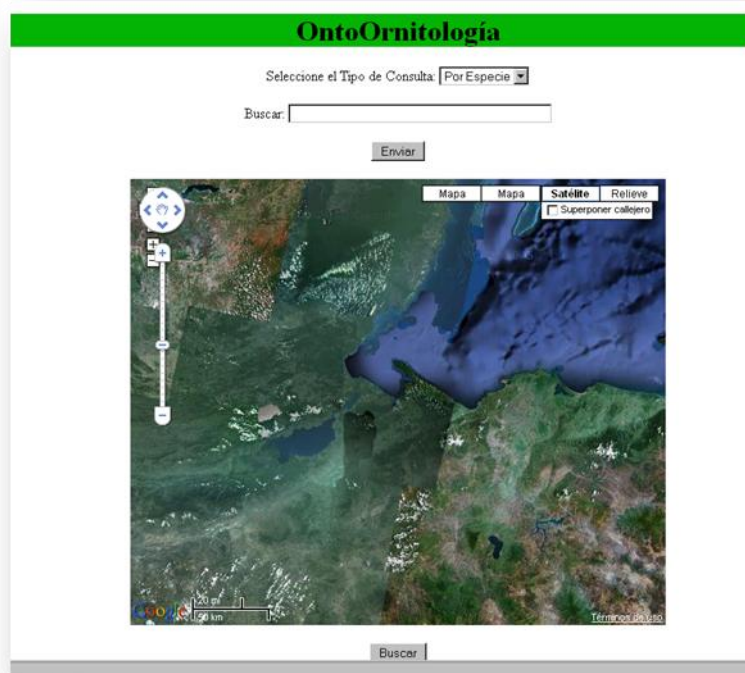 OntoOrnitología
Seleccione el Tipo de Consulta: Por Especie
Buscar:
Enviar
Mapa Mapa Satélite Relieve
Superponer callejero
Google
20 mi
50 km
Términos de uso
Buscar